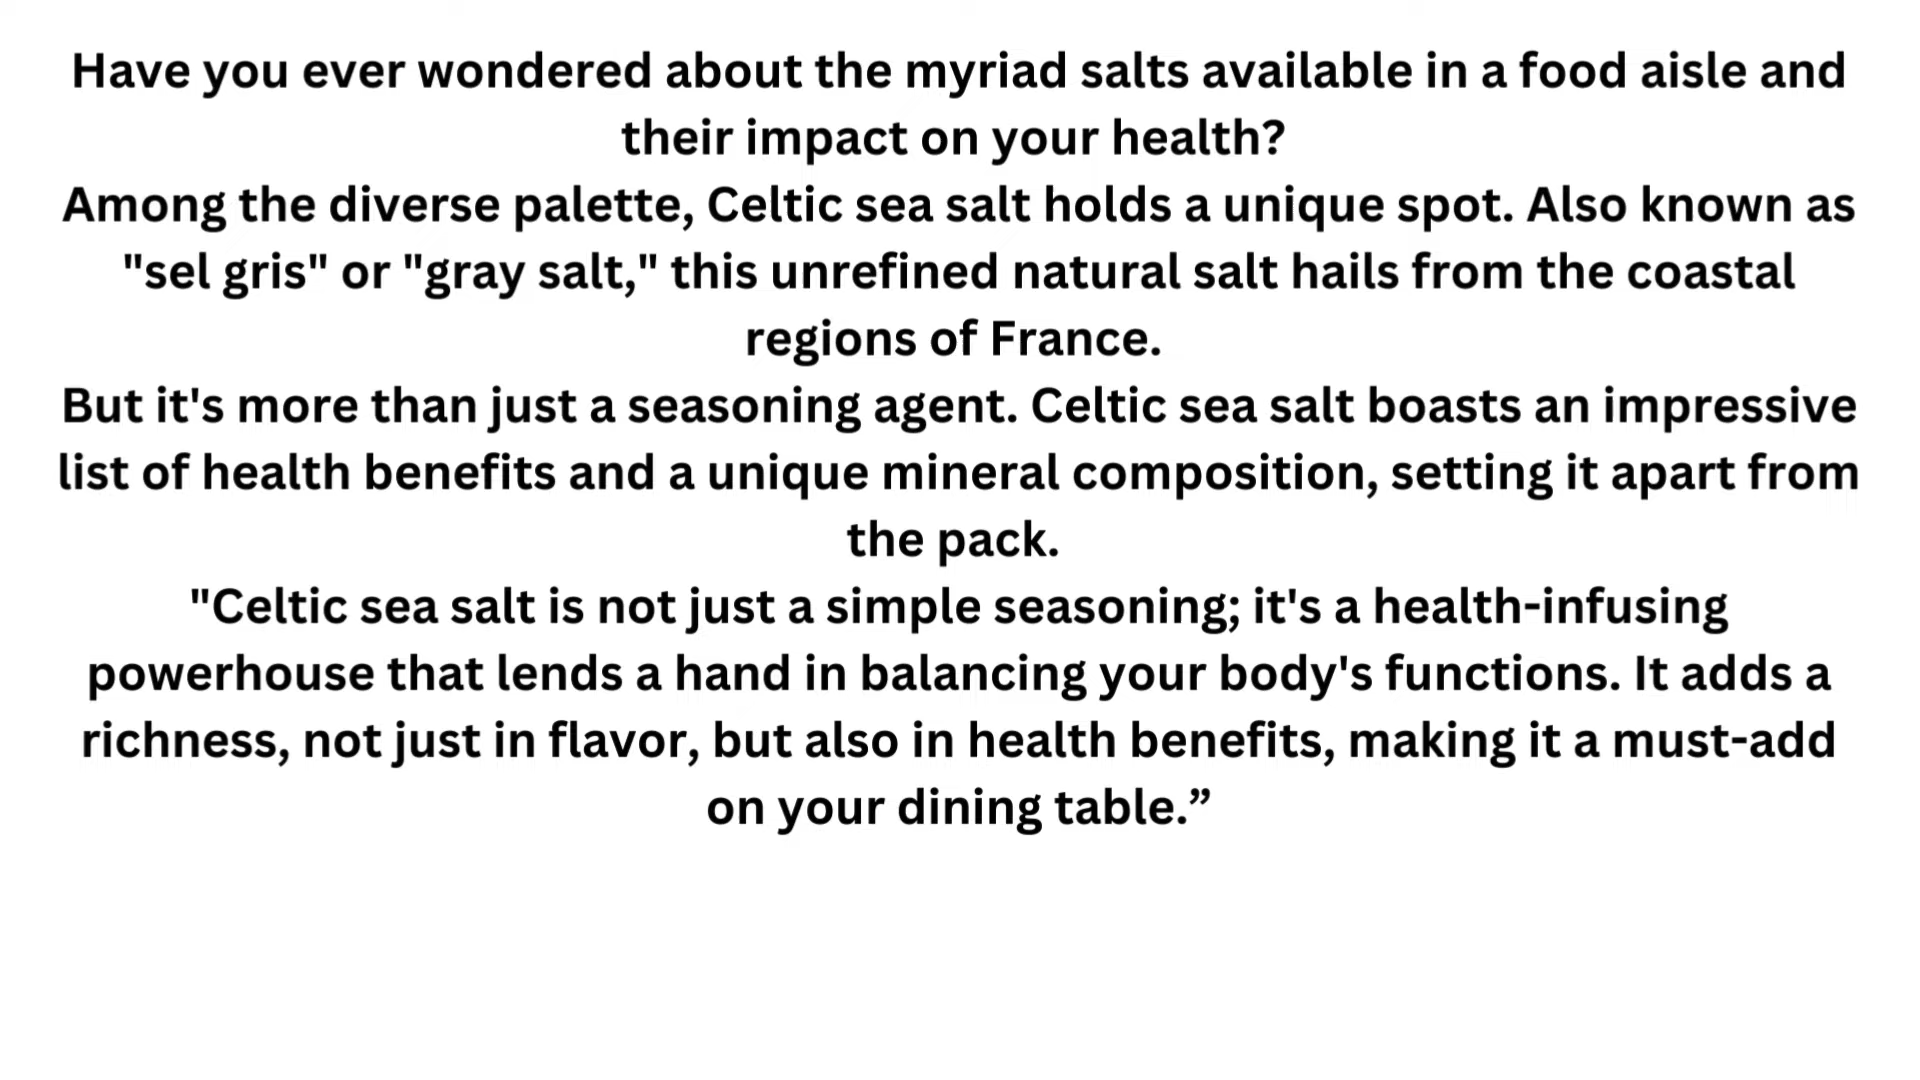 Have you ever wondered about the myriad salts available in a food aisle and
their impact on your health?
Among the diverse palette, Celtic sea salt holds a unique spot. Also known as
"sel gris" or "gray salt," this unrefined natural salt hails from the coastal
regions of France.
But it's more than just a seasoning agent. Celtic sea salt boasts an impressive
list of health benefits and a unique mineral composition, setting it apart from
the pack.
"Celtic sea salt is not just a simple seasoning; it's a health-infusing
powerhouse that lends a hand in balancing your body's functions. It adds a
richness, not just in flavor, but also in health benefits, making it a must-add
on your dining table.”